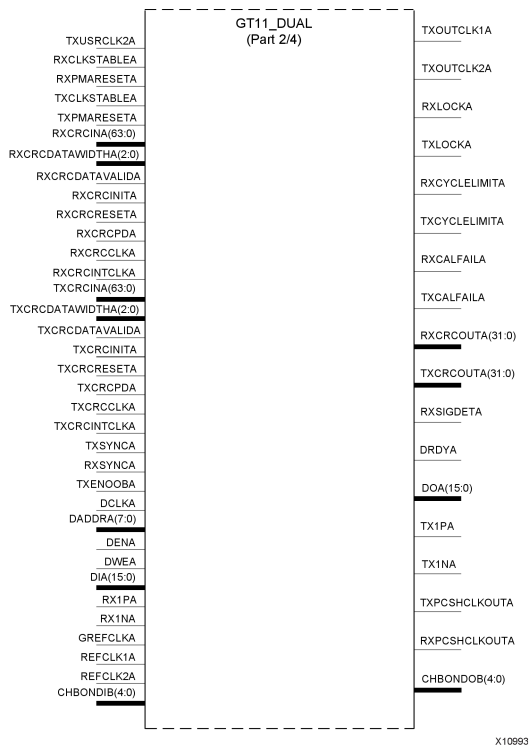 GT11_DUAL
(Part 2/4)
TXUSRCLK2A
RXCLKSTABLEA
RXPMARESETA
TXCLKSTABLEA
TXPMARESETA
RXCRCINA(63:0)
RXCRCDATAWIDTHA(2:0)
RXCRCDATAVALIDA
RXCRCINITA
RXCRCRESETA
RXCRCPDA
RXCRCCLKA
RXCRCINTCLKA
TXCRCINA(63:0)
TXCRCDATAWIDTHA(2:0)
TXCRCDATAVALIDA
TXCRCINITA
TXCRCRESETA
TXCRCPDA
TXCRCCLKA
TXCRCINTCLKA
TXSYNCA
RXSYNCA
TXENOOBA
DCLKA
DADDRA(7:0)
DENA
DWEA
DIA(15:0)
RX1PA
RX1NA
GREFCLKA
REFCLK1A
REFCLK2A
CHBONDIB(4:0)
TXOUTCLK1A
TXOUTCLK2A
RXLOCKA
TXLOCKA
RXCYCLELIMITA
TXCYCLELIMITA
RXCALFAILA
TXCALFAILA
RXCRCOUTA(31:0)
TXCRCOUTA(31:0)
RXSIGDETA
DRDYA
DOA(15:0)
TX1PA
TX1NA
TXPCSHCLKOUTA
RXPCSHCLKOUTA
CHBONDOB(4:0)
X10993